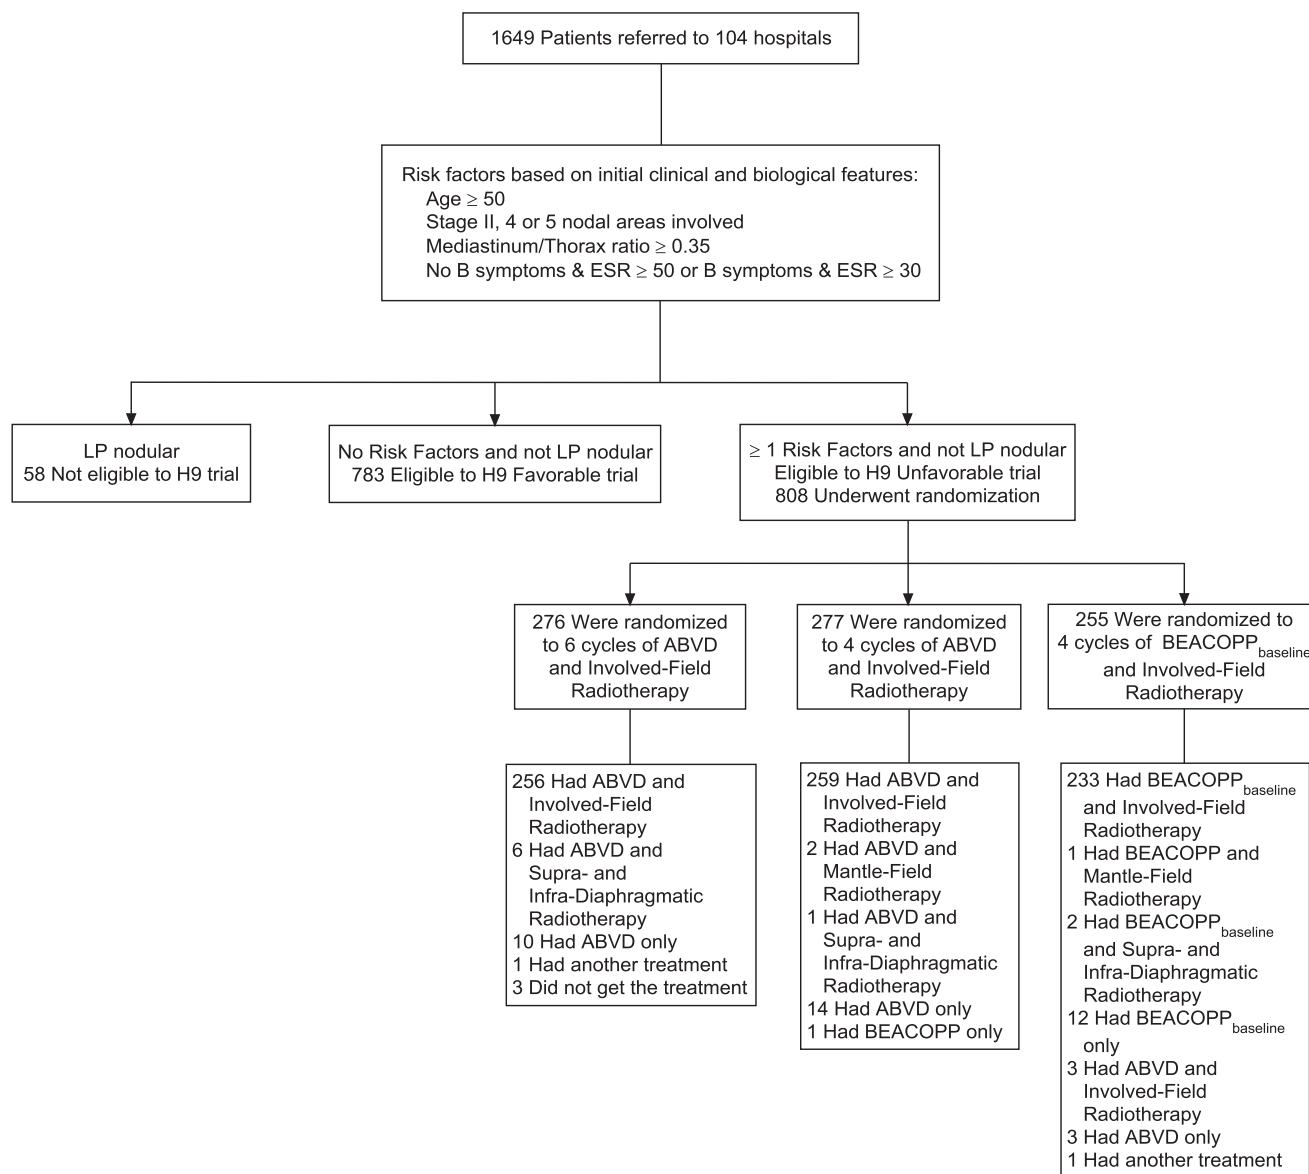 1649 Patients referred to 104 hospitals
Risk factors based on initial clinical and biological features:
Age ≥ 50
Stage II, 4 or 5 nodal areas involved
Mediastinum/Thorax ratio ≥ 0.35
No B symptoms & ESR ≥ 50 or B symptoms & ESR ≥ 30
LP nodular
58 Not eligible to H9 trial
No Risk Factors and not LP nodular
783 Eligible to H9 Favorable trial
≥ 1 Risk Factors and not LP nodular
Eligible to H9 Unfavorable trial
808 Underwent randomization
276 Were randomized
to 6 cycles of ABVD
and Involved-Field
Radiotherapy
277 Were randomized
to 4 cycles of ABVD
and Involved-Field
Radiotherapy
255 Were randomized to
4 cycles of BEACOPP baseline
and Involved-Field
Radiotherapy
256 Had ABVD and
Involved-Field
Radiotherapy
6 Had ABVD and
Supra- and
Infra-Diaphragmatic
Radiotherapy
10 Had ABVD only
1 Had another treatment
3 Did not get the treatment
259 Had ABVD and
Involved-Field
Radiotherapy
2 Had ABVD and
Mantle-Field
Radiotherapy
1 Had ABVD and
Supra- and
Infra-Diaphragmatic
Radiotherapy
14 Had ABVD only
1 Had BEACOPP only
233 Had BEACOPP baseline
and Involved-Field
Radiotherapy
1 Had BEACOPP and
Mantle-Field
Radiotherapy
2 Had BEACOPP baseline
and Supra- and
Infra-Diaphragmatic
Radiotherapy
12 Had BEACOPP baseline
only
3 Had ABVD and
Involved-Field
Radiotherapy
3 Had ABVD only
1 Had another treatment